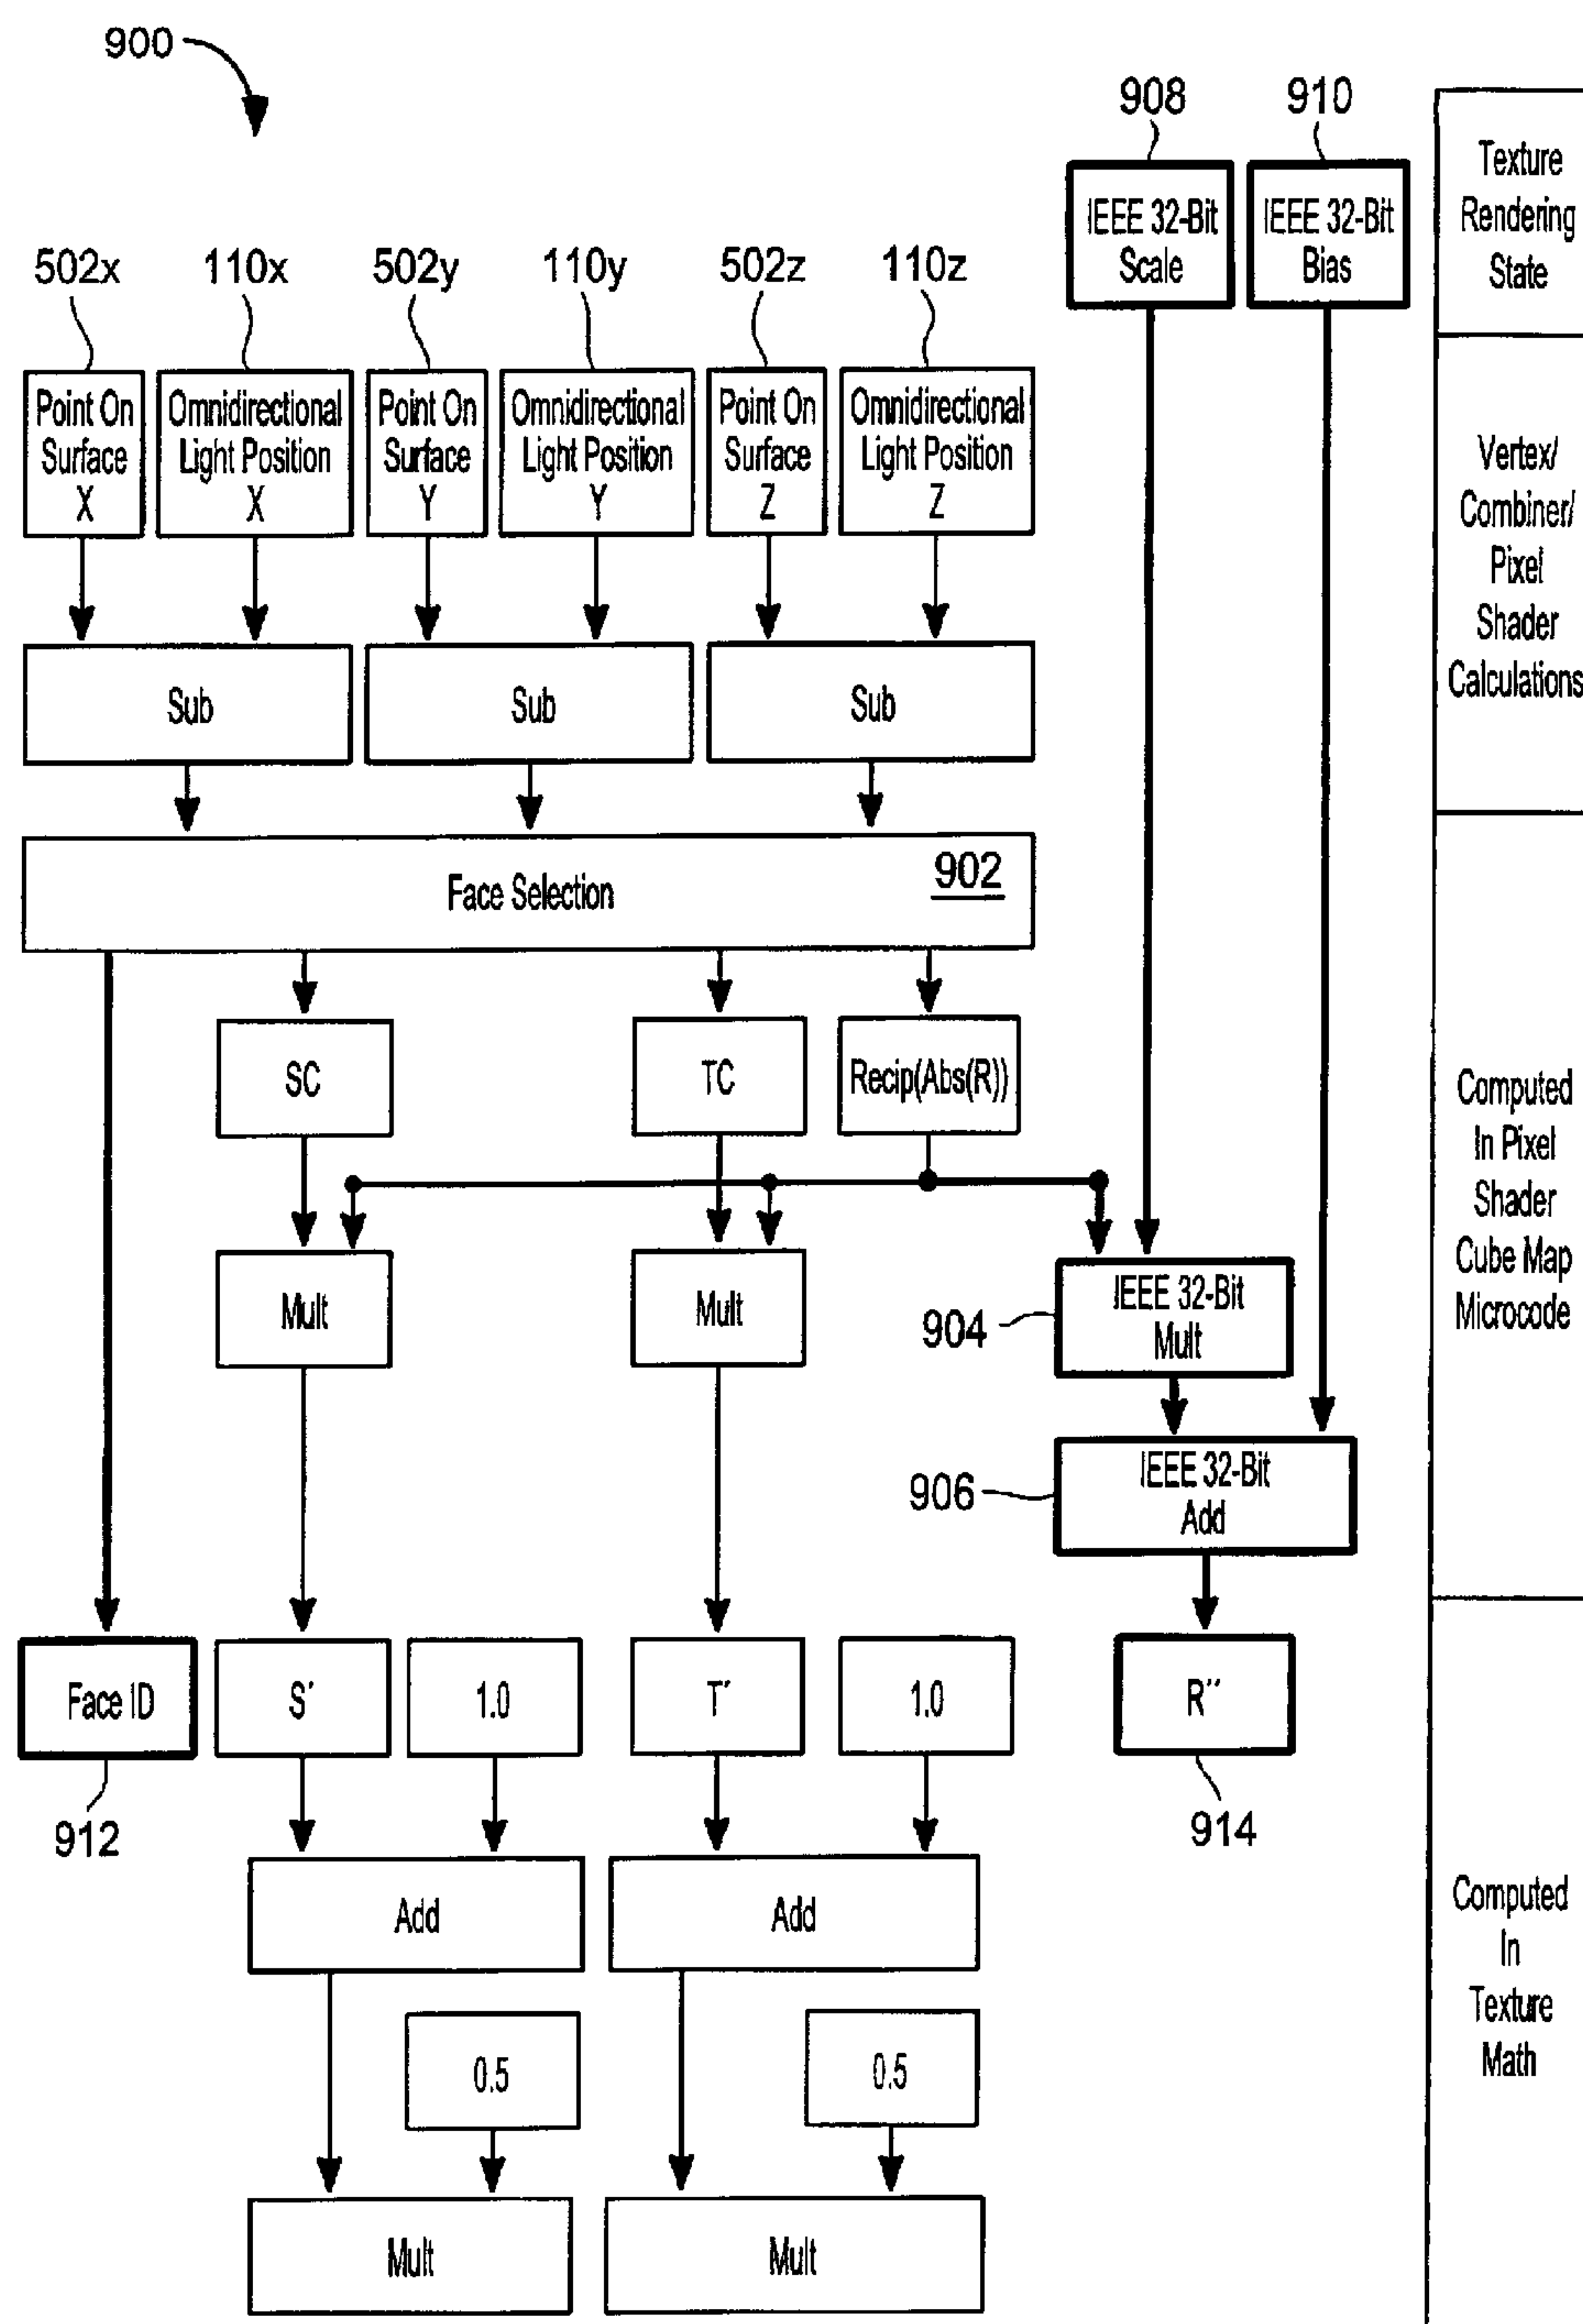 900
908
910
IEEE 32-Bit
Scale
IEEE 32-Bit
Bias
Texture
Rendering
State
502x
110x
502y
110y
502z
110z
Point On
Surface
X
Omnidirectional
Light Position
X
Point On
Surface
Y
Omnidirectional
Light Position
Y
Point On
Surface
Z
Omnidirectional
Light Position
Z
Vertex/
Combiner/
Pixel
Shader
Calculations
Sub
Sub
Sub
Face Selection
902
SC
TC
Recip(Abs(R))
Computed
In Pixel
Shader
Cube Map
Microcode
Mult
Mult
904
IEEE 32-Bit
Mult
906
IEEE 32-Bit
Add
Face ID
S′
1.0
T′
1.0
R′′
912
914
Add
Add
Computed
In
Texture
Math
0.5
0.5
Mult
Mult